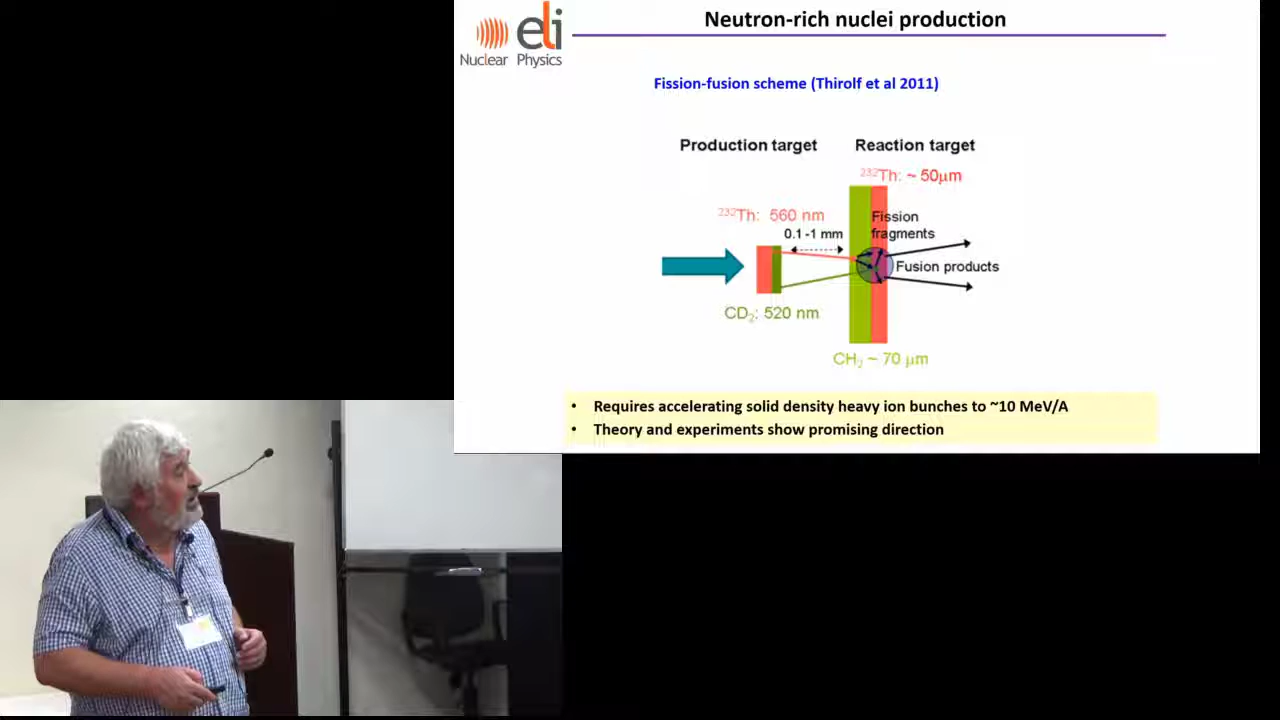 eli
Nuclear Physics
Neutron-rich nuclei production
Fission-fusion scheme (Thirolf et al 2011)
Production target
Reaction target
²³²Th: ~ 50µm
²³²Th: 560 nm
Fission
fragments
0.1 -1 mm
Fusion products
CD₂: 520 nm
CH₂ ~ 70 µm
• Requires accelerating solid density heavy ion bunches to ~10 MeV/A
• Theory and experiments show promising direction